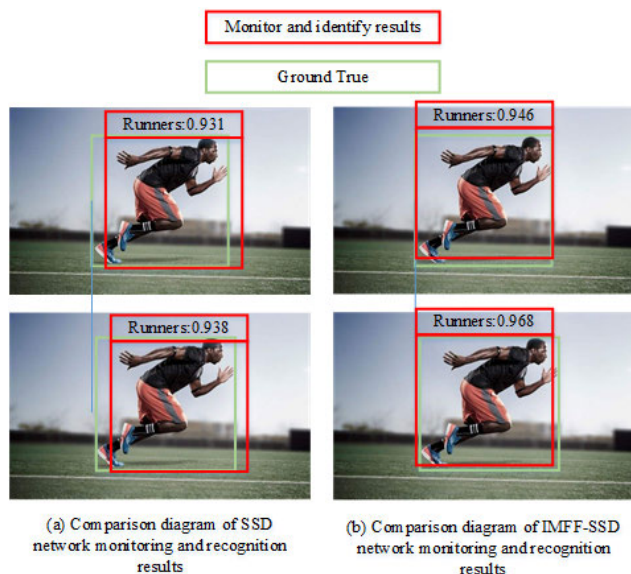 Monitor and identify results
Ground True
Runners:0.931
Runners:0.946
Runners:0.938
Runners:0.968
(a) Comparison diagram of SSD
network monitoring and recognition
results
(b) Comparison diagram of IMFF-SSD
network monitoring and recognition
results